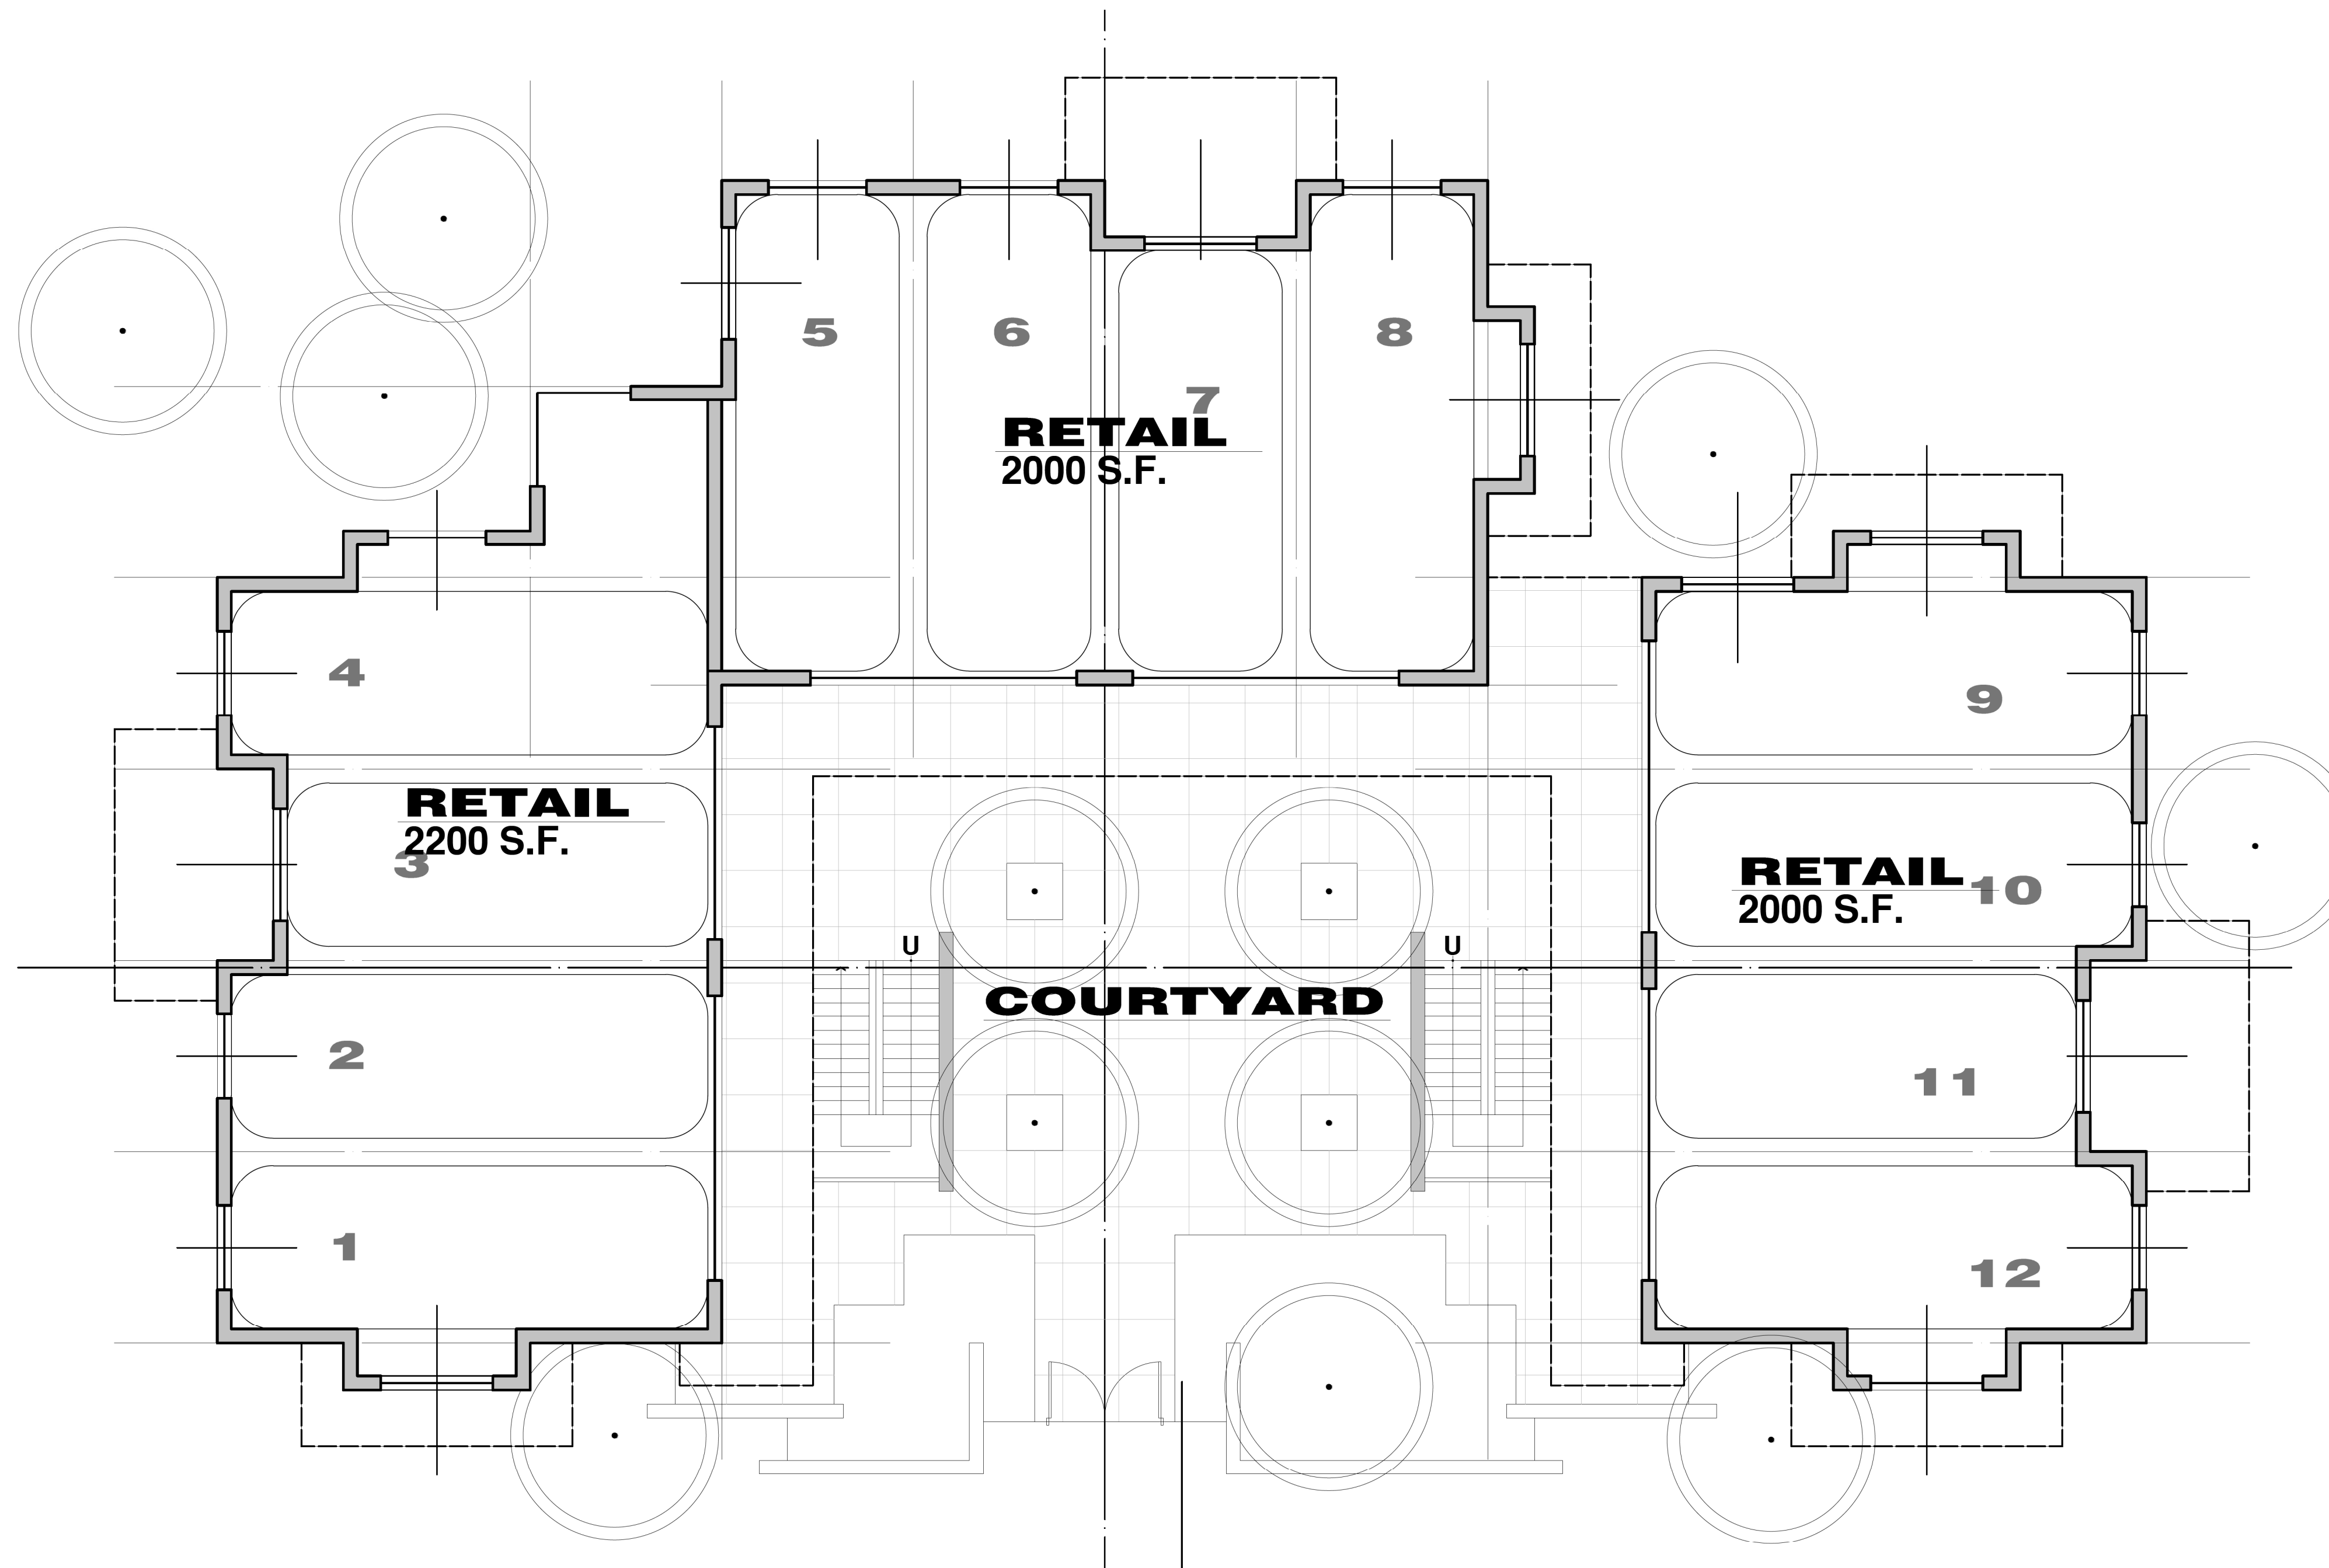 5
6
7
8
RETAIL
2000 S.F.
4
RETAIL
2200 S.F.
3
2
1
9
RETAIL
10
2000 S.F.
11
12
U
U
COURTYARD